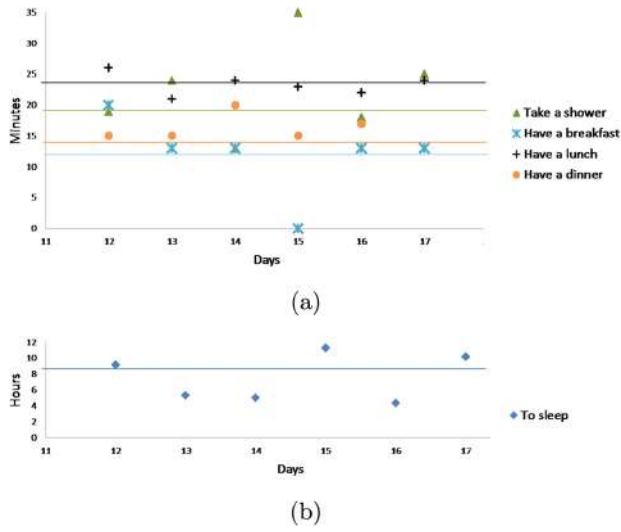 35
30
25
20
15
10
5
0
Minutes
11 12 13 14 15 16 17
Days
Take a shower
Have a breakfast
Have a lunch
Have a dinner
(a)
12
10
8
6
4
2
0
Hours
11 12 13 14 15 16 17
Days
To sleep
(b)